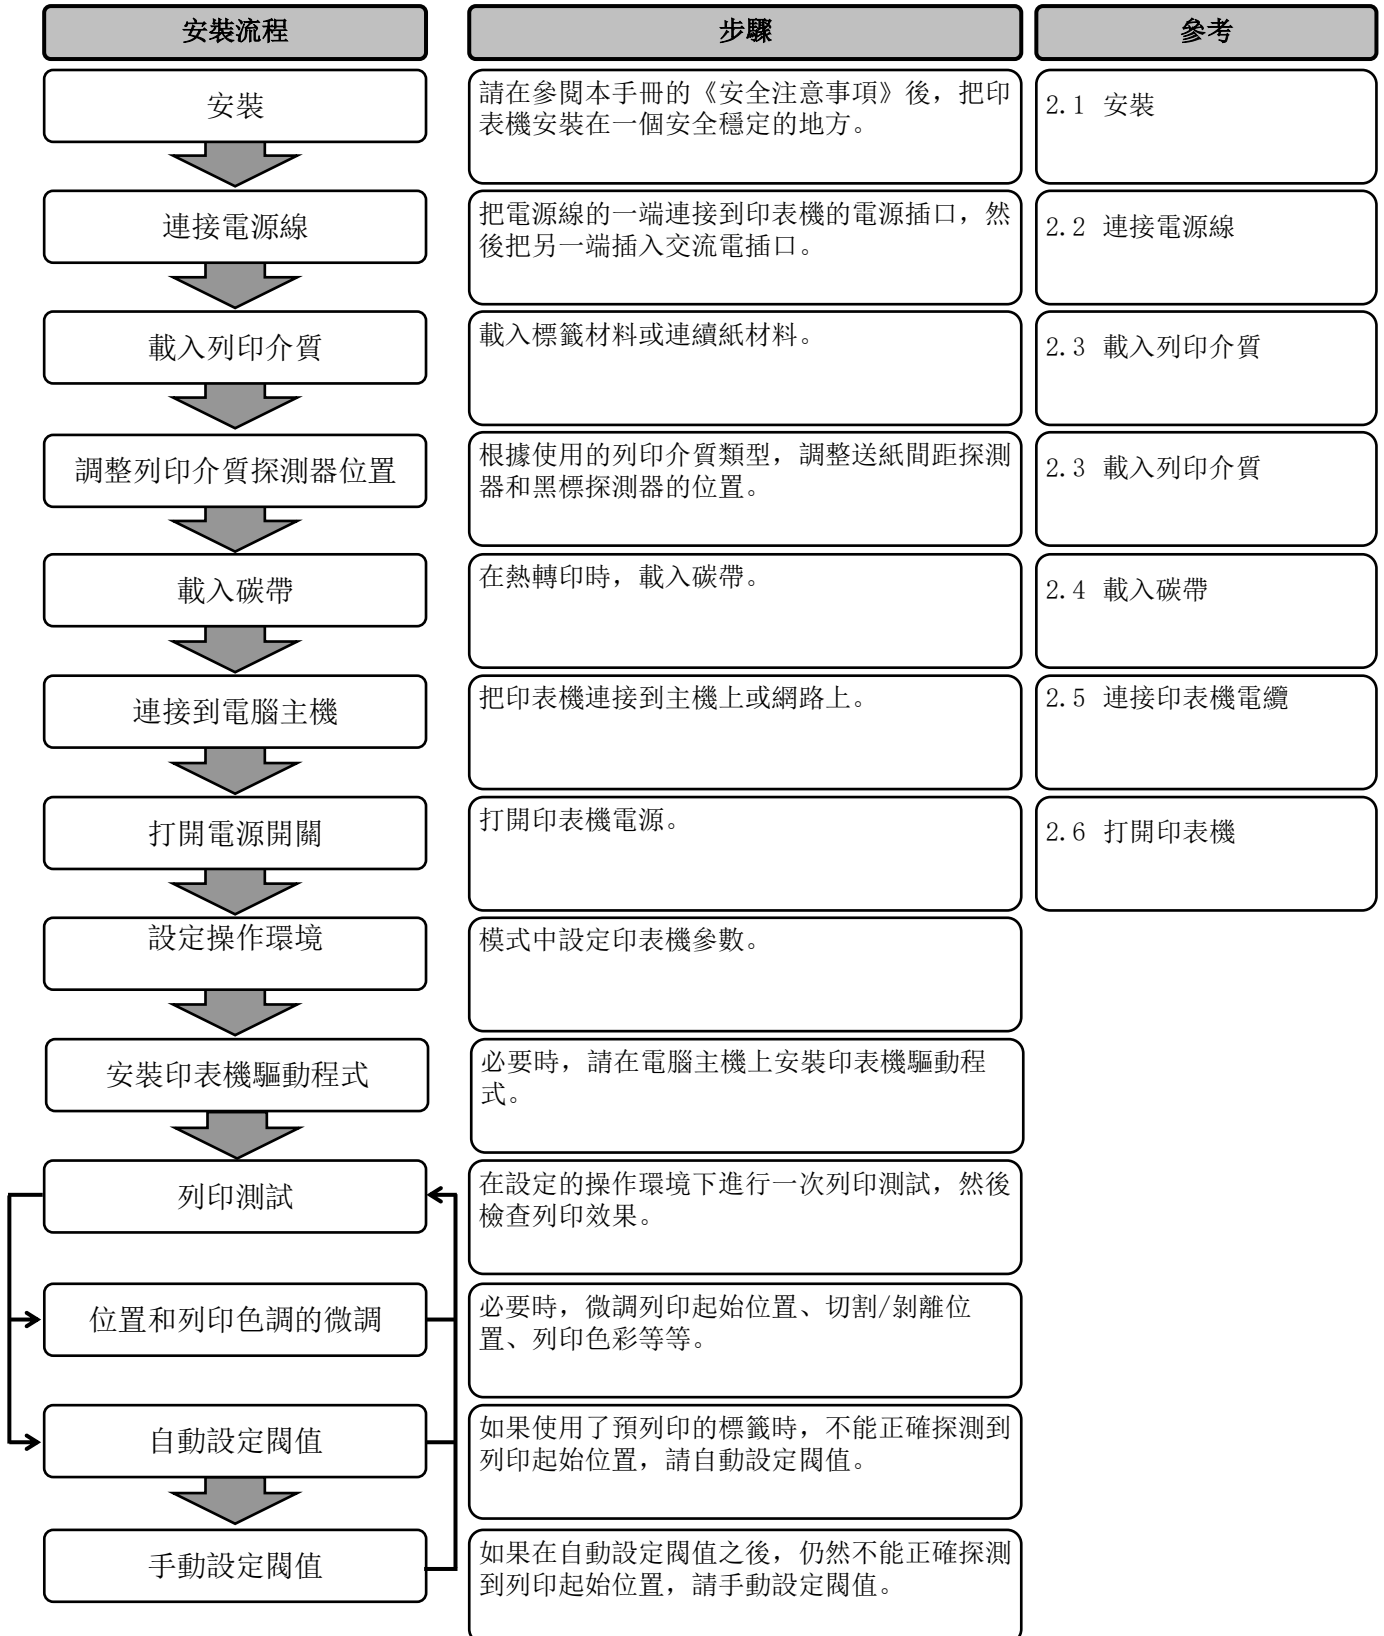 安裝流程
步驟
參考
安裝
請在參閱本手冊的《安全注意事項》後，把印
表機安裝在一個安全穩定的地方。
2.1 安裝
連接電源線
把電源線的一端連接到印表機的電源插口，然
後把另一端插入交流電插口。
2.2 連接電源線
載入列印介質
載入標籤材料或連續紙材料。
2.3 載入列印介質
調整列印介質探測器位置
根據使用的列印介質類型，調整送紙間距探測
器和黑標探測器的位置。
2.3 載入列印介質
載入碳帶
在熱轉印時，載入碳帶。
2.4 載入碳帶
連接到電腦主機
把印表機連接到主機上或網路上。
2.5 連接印表機電纜
打開電源開關
打開印表機電源。
2.6 打開印表機
設定操作環境
模式中設定印表機參數。
安裝印表機驅動程式
必要時，請在電腦主機上安裝印表機驅動程
式。
列印測試
在設定的操作環境下進行一次列印測試，然後
檢查列印效果。
位置和列印色調的微調
必要時，微調列印起始位置、切割/剝離位
置、列印色彩等等。
自動設定閥值
如果使用了預列印的標籤時，不能正確探測到
列印起始位置，請自動設定閥值。
手動設定閥值
如果在自動設定閥值之後，仍然不能正確探測
到列印起始位置，請手動設定閥值。